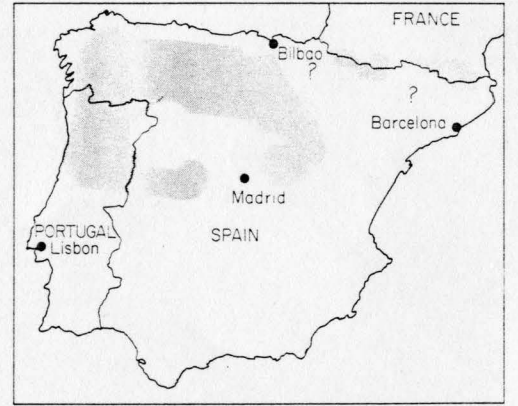 FRANCE
Bilbao
?
?
Barcelona
Madrid
PORTUGAL
Lisbon
SPAIN